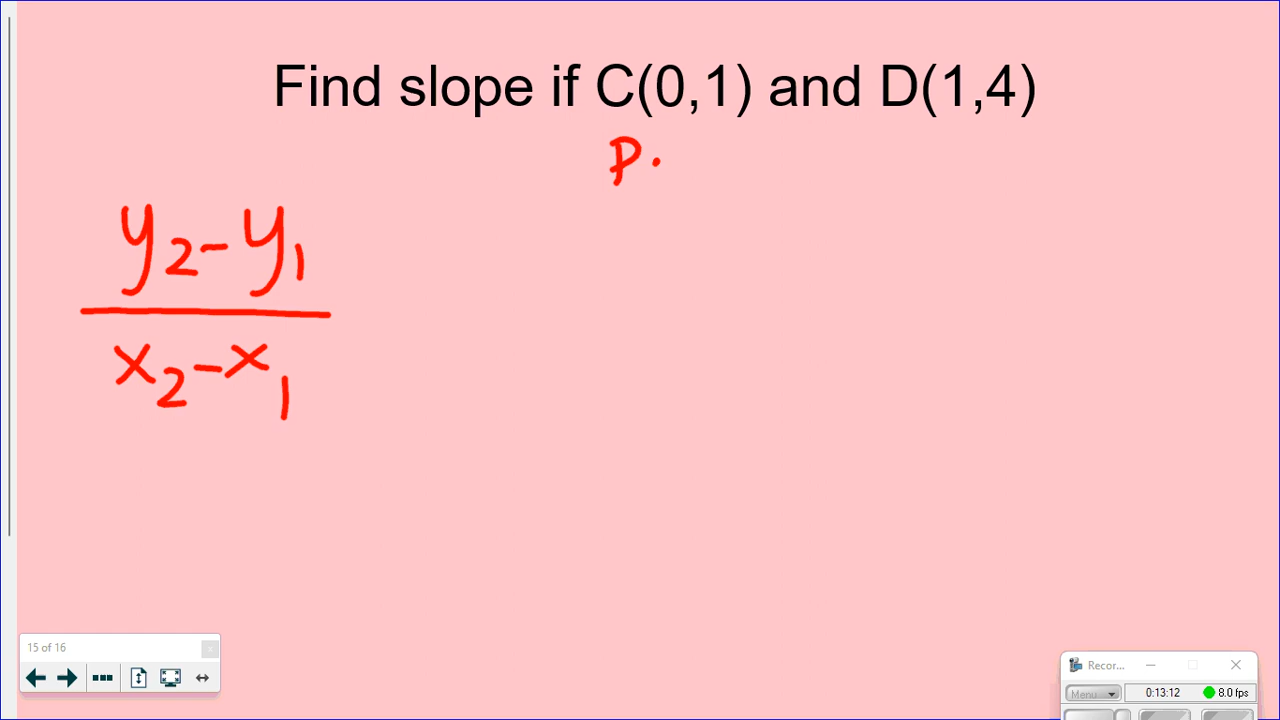 Find slope if C(0,1) and D(1,4)
P.
y₂-y₁
x₂-x₁
15 of 16
Recor...
Menu
0:13:12
8.0 fps